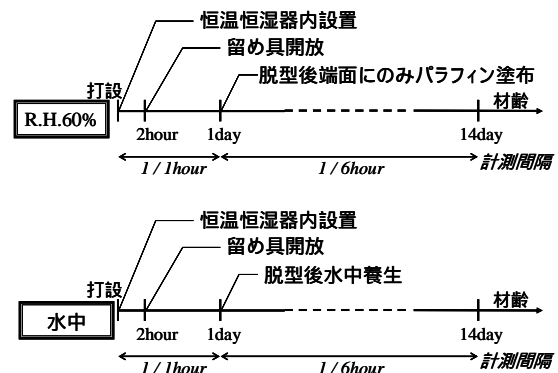 恒温恒湿器内設置
留め具開放
脱型後端面にのみパラフィン塗布
打設
材齢
R.H.60%
2hour
1day
14day
1 / 1hour
1 / 6hour
計測間隔
恒温恒湿器内設置
留め具開放
脱型後水中養生
打設
材齢
水中
2hour
1day
14day
1 / 1hour
1 / 6hour
計測間隔